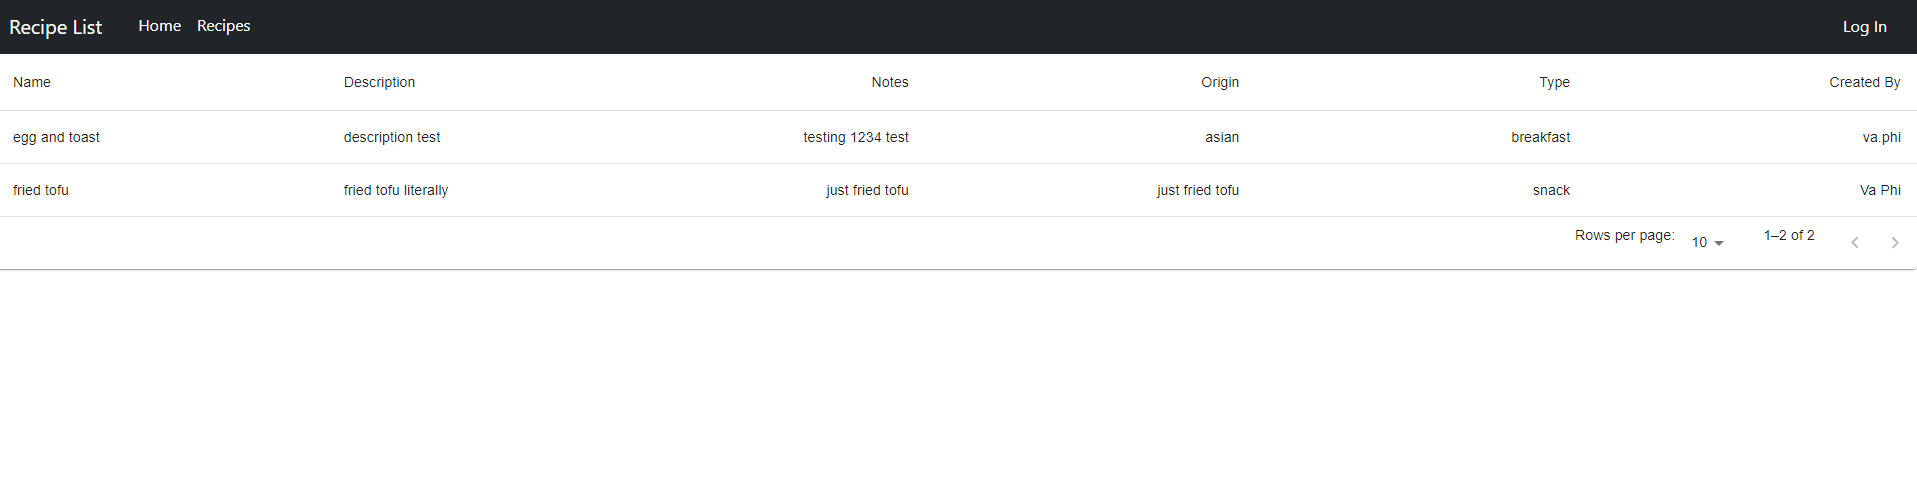 Recipe List Home Recipes Log In
Name Description Notes Origin Type Created By
egg and toast description test testing 1234 test asian breakfast va.phi
fried tofu fried tofu literally just fried tofu just fried tofu snack Va Phi
Rows per page: 10 1–2 of 2